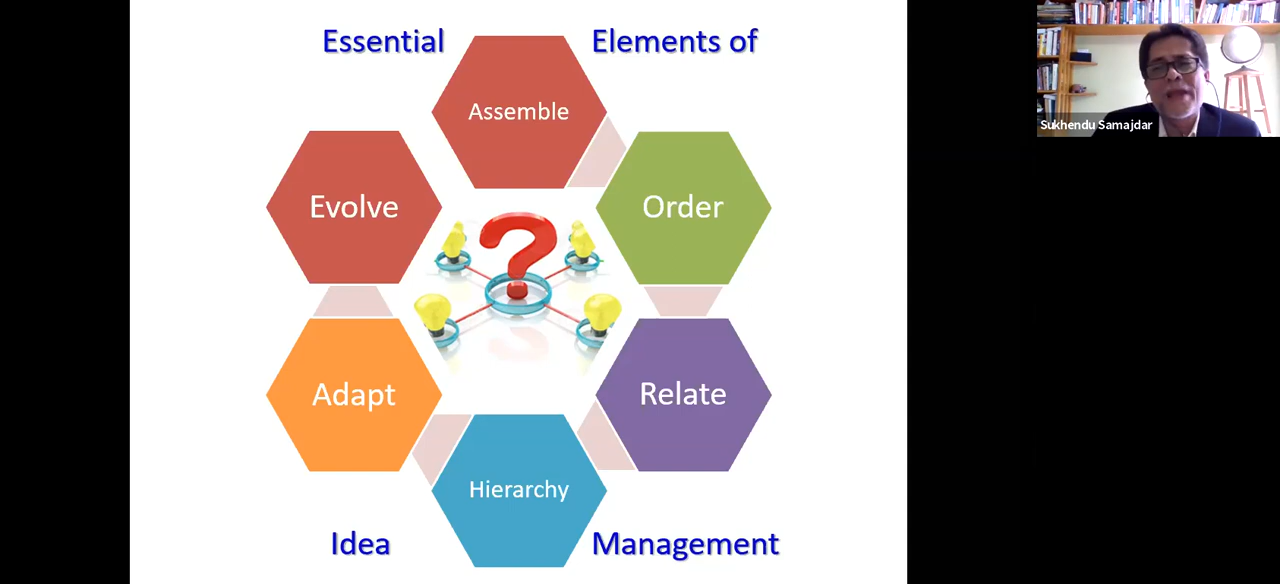 Essential Elements of
Assemble
Order
Relate
Hierarchy
Adapt
Evolve
Idea Management
Sukhendu Samajdar